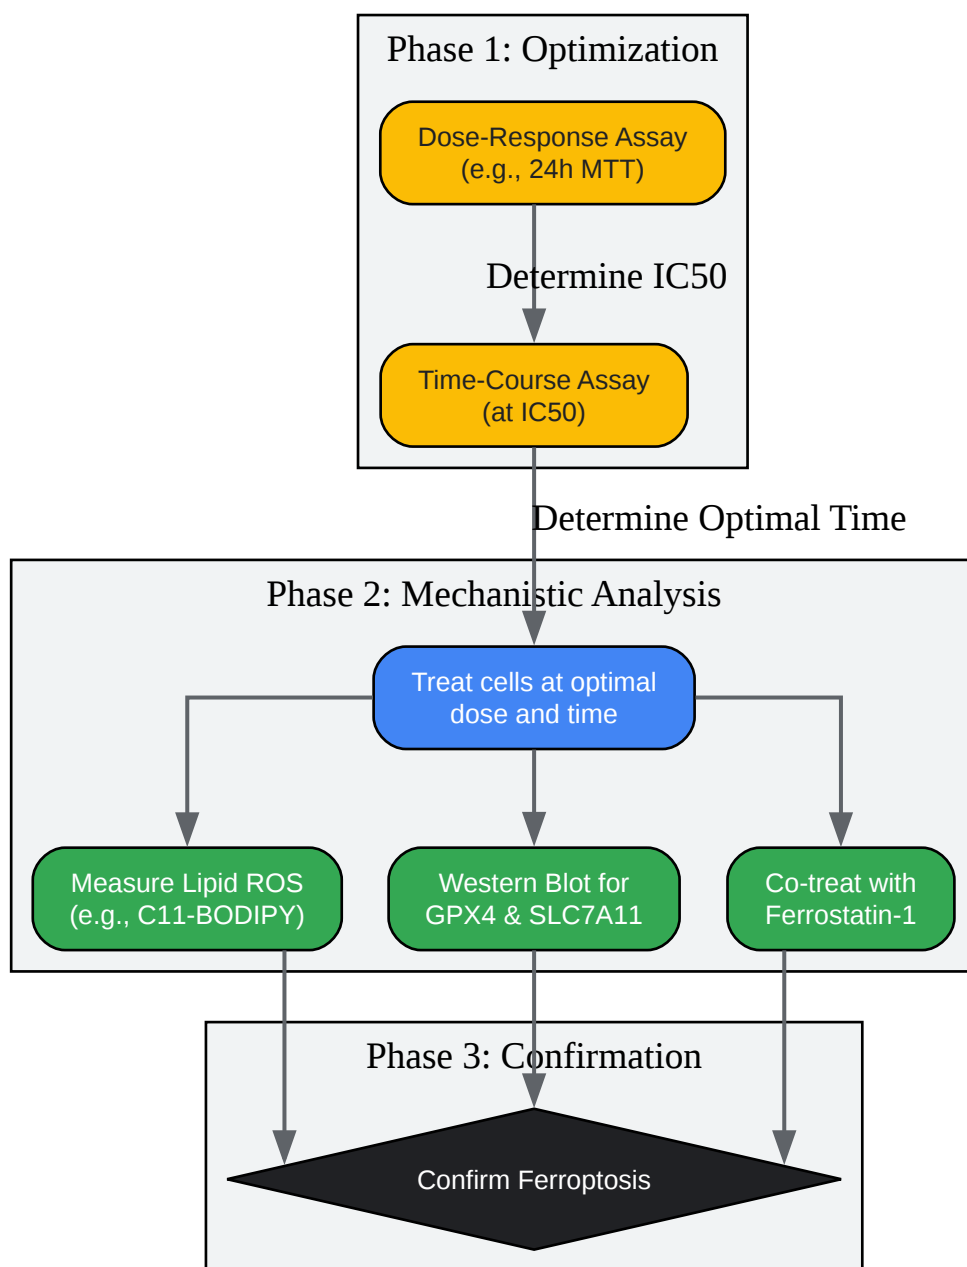 Phase 1: Optimization
Dose-Response Assay
(e.g., 24h MTT)
Determine IC50
Time-Course Assay
(at IC50)
Determine Optimal Time
Phase 2: Mechanistic Analysis
Treat cells at optimal
dose and time
Measure Lipid ROS
(e.g., C11-BODIPY)
Western Blot for
GPX4 & SLC7A11
Co-treat with
Ferrostatin-1
Phase 3: Confirmation
Confirm Ferroptosis